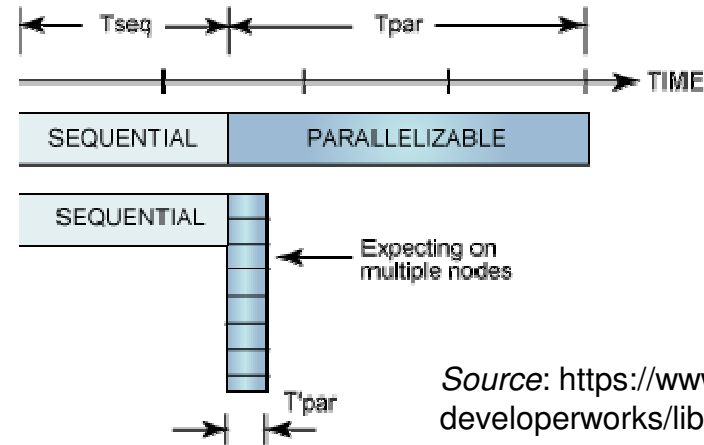 Tseq
Tpar
TIME
SEQUENTIAL
PARALLELIZABLE
SEQUENTIAL
Expecting on
multiple nodes
T'par
Source: https://www
developerworks/lib